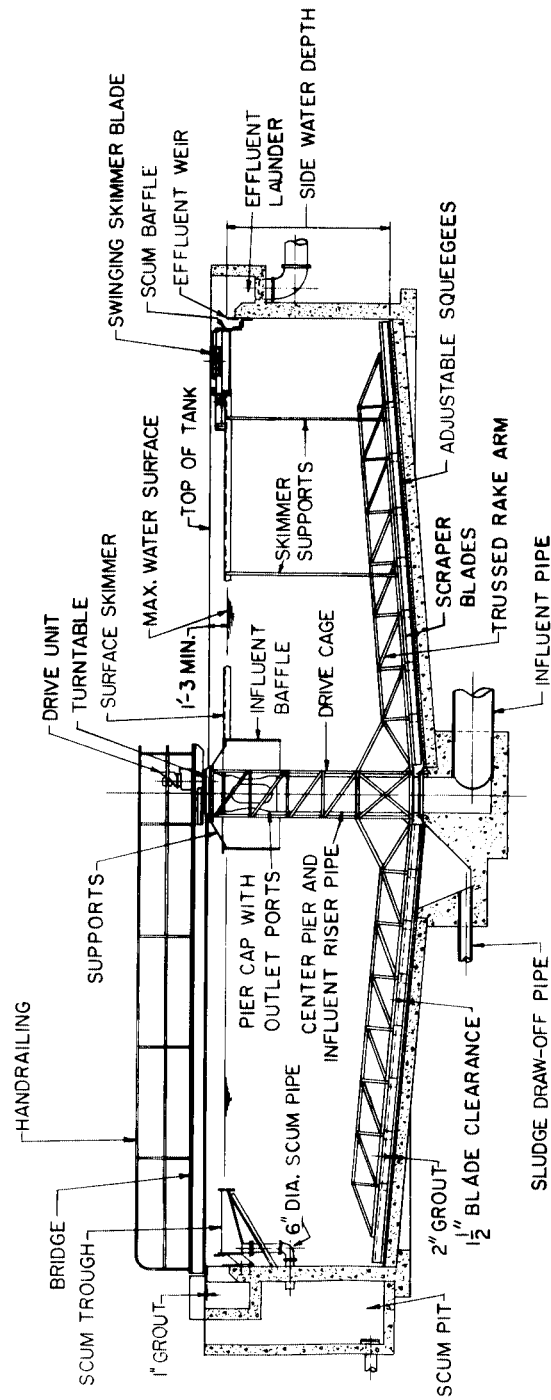 HANDRAILING
BRIDGE
SCUM TROUGH
1" GROUT
SUPPORTS
DRIVE UNIT
TURNTABLE
SURFACE SKIMMER
1'-3 MIN.
MAX. WATER SURFACE
TOP OF TANK
SWINGING SKIMMER BLADE
SCUM BAFFLE
EFFLUENT WEIR
EFFLUENT
LAUNDER
SIDE WATER DEPTH
6" DIA. SCUM PIPE
PIER CAP WITH
OUTLET PORTS
CENTER PIER AND
INFLUENT RISER PIPE
INFLUENT
BAFFLE
DRIVE CAGE
SKIMMER
SUPPORTS
SCUM PIT
2" GROUT
1 1/2" BLADE CLEARANCE
SLUDGE DRAW-OFF PIPE
INFLUENT PIPE
SCRAPER
BLADES
TRUSSED RAKE ARM
ADJUSTABLE SQUEEGEES